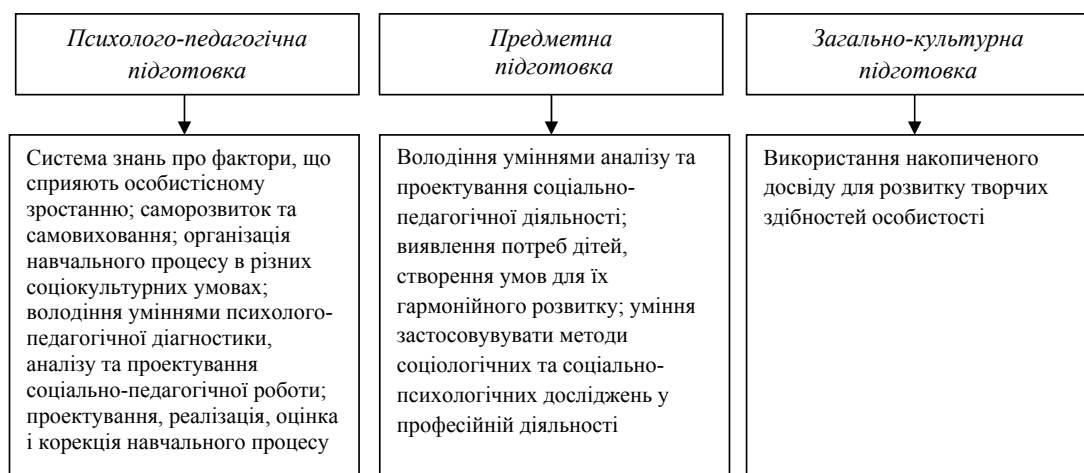 Психолого-педагогічна
підготовка
Система знань про фактори, що
сприяють особистісному
зростанню; саморозвиток та
самовиховання; організація
навчального процесу в різних
соціокультурних умовах;
володіння уміннями психолого-
педагогічної діагностики,
аналізу та проектування
соціально-педагогічної роботи;
проектування, реалізація, оцінка
і корекція навчального процесу
Предметна
підготовка
Володіння уміннями аналізу та
проектування соціально-
педагогічної діяльності;
виявлення потреб дітей,
створення умов для їх
гармонійного розвитку; уміння
застосовувувати методи
соціологічних та соціально-
психологічних досліджень у
професійній діяльності
Загально-культурна
підготовка
Використання накопиченого
досвіду для розвитку творчих
здібностей особистості